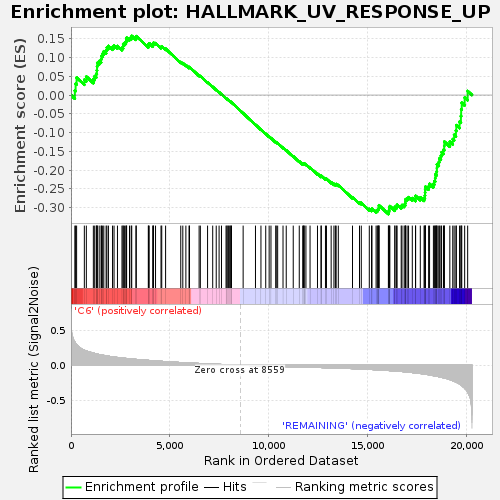 Enrichment plot: HALLMARK_UV_RESPONSE_UP
Enrichment score (ES)
0.15
0.10
0.05
0.00
-0.05
-0.10
-0.15
-0.20
-0.25
-0.30
'C6' (positively correlated)
Ranked list metric (Signal2Noise)
0.5
0.0
-0.5
Zero cross at 8559
'REMAINING' (negatively correlated)
0
5,000
10,000
15,000
20,000
Rank in Ordered Dataset
Enrichment profile
Hits
Ranking metric scores